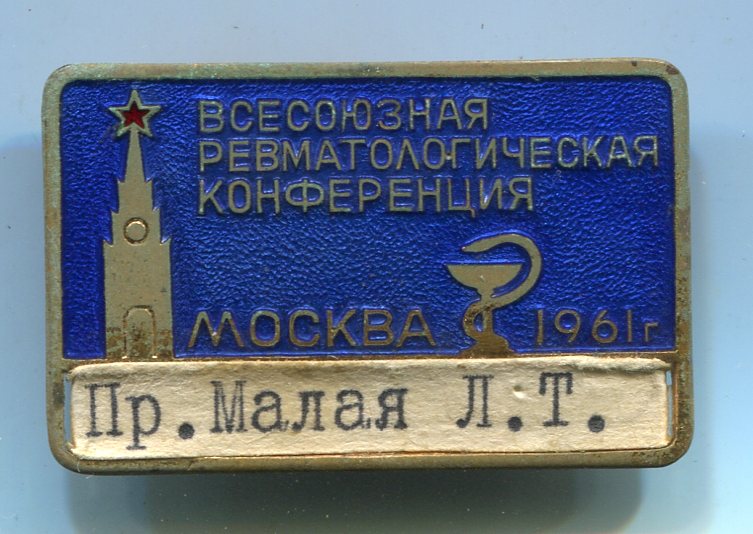 ВСЕСОЮЗНАЯ
РЕВМАТОЛОГИЧЕСКАЯ
КОНФЕРЕНЦИЯ
МОСКВА 1961г
Пр. Малая Л.Т.